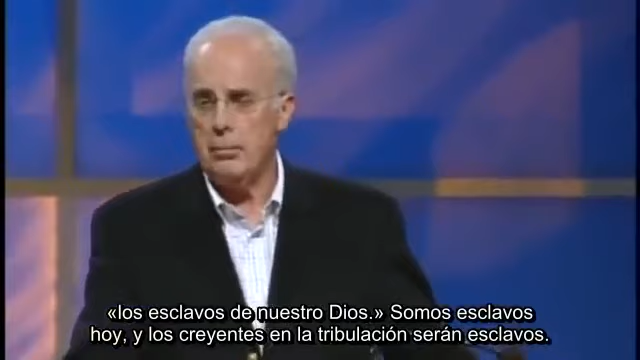 «los esclavos de nuestro Dios.» Somos esclavos
hoy, y los creyentes en la tribulación serán esclavos.